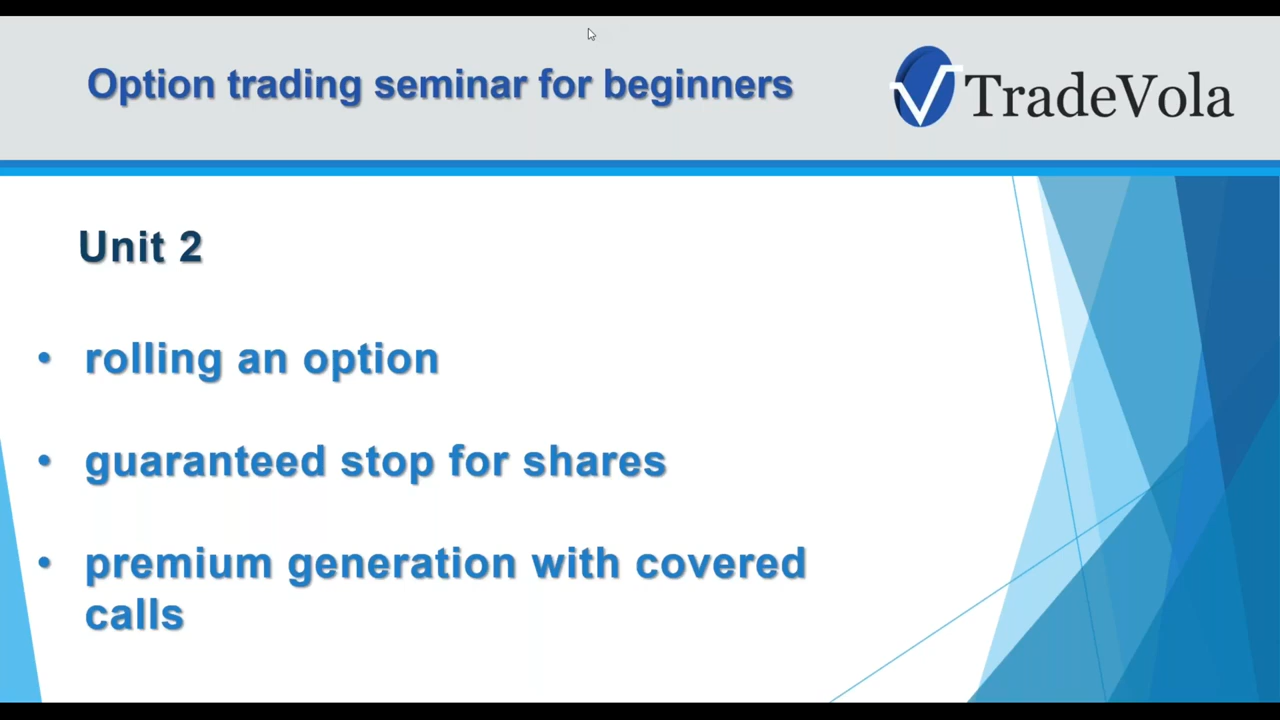 Option trading seminar for beginners
TradeVola
Unit 2
• rolling an option
• guaranteed stop for shares
• premium generation with covered
calls